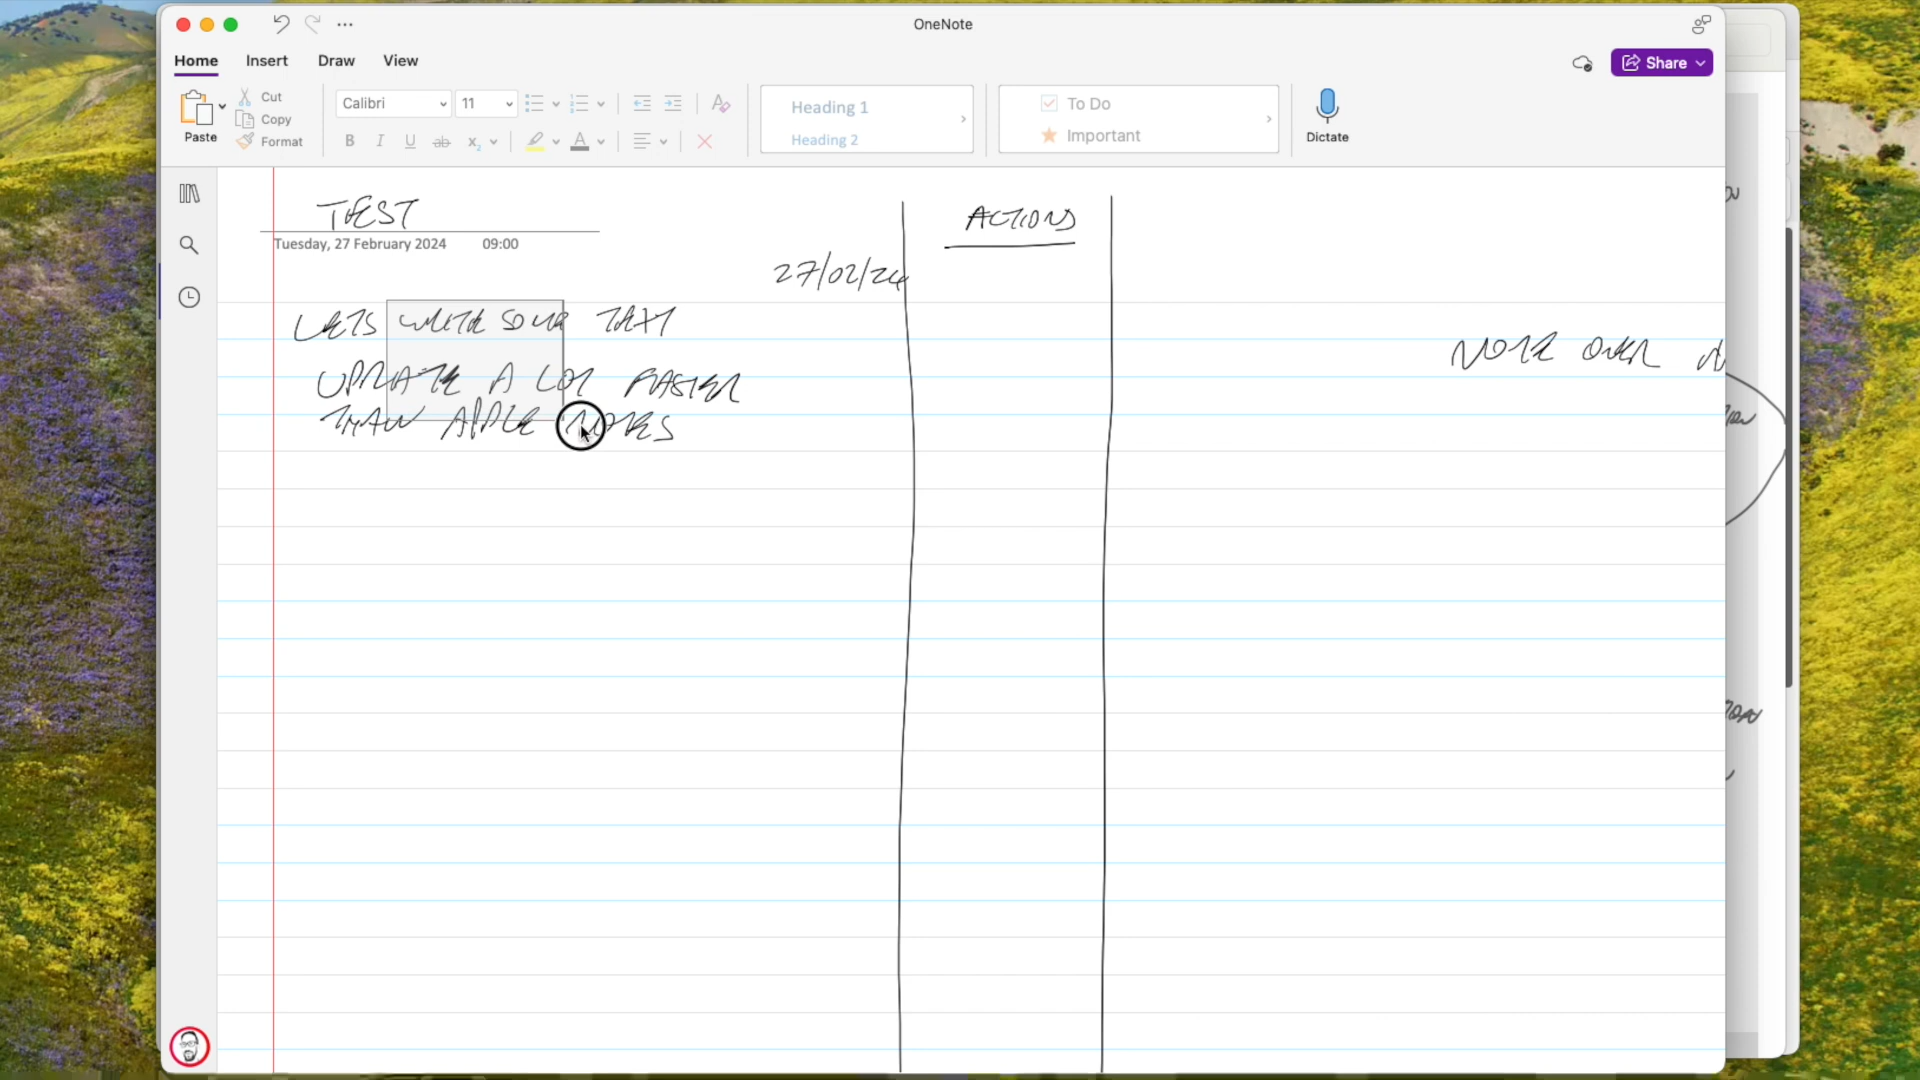 OneNote
Home Insert Draw View
Share
Paste
Cut
Copy
Format
Calibri 11
B I U ab x₂ A
Heading 1
Heading 2
To Do
Important
Dictate
TEST
Tuesday, 27 February 2024 09:00
ACTIONS
27/02/24
LETS WRITE SOME TEXT
UPDATE A LOT FASTER
THAN APPLE NOTES
NOTE OVER